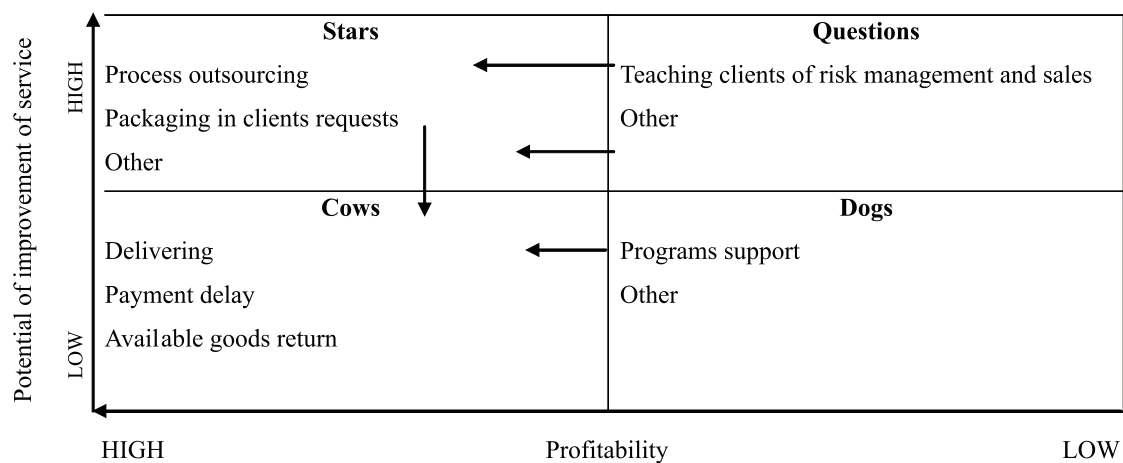 Potential of improvement of service
HIGH
LOW
Stars
Process outsourcing
Packaging in clients requests
Other
Questions
Teaching clients of risk management and sales
Other
Cows
Delivering
Payment delay
Available goods return
Dogs
Programs support
Other
HIGH
Profitability
LOW